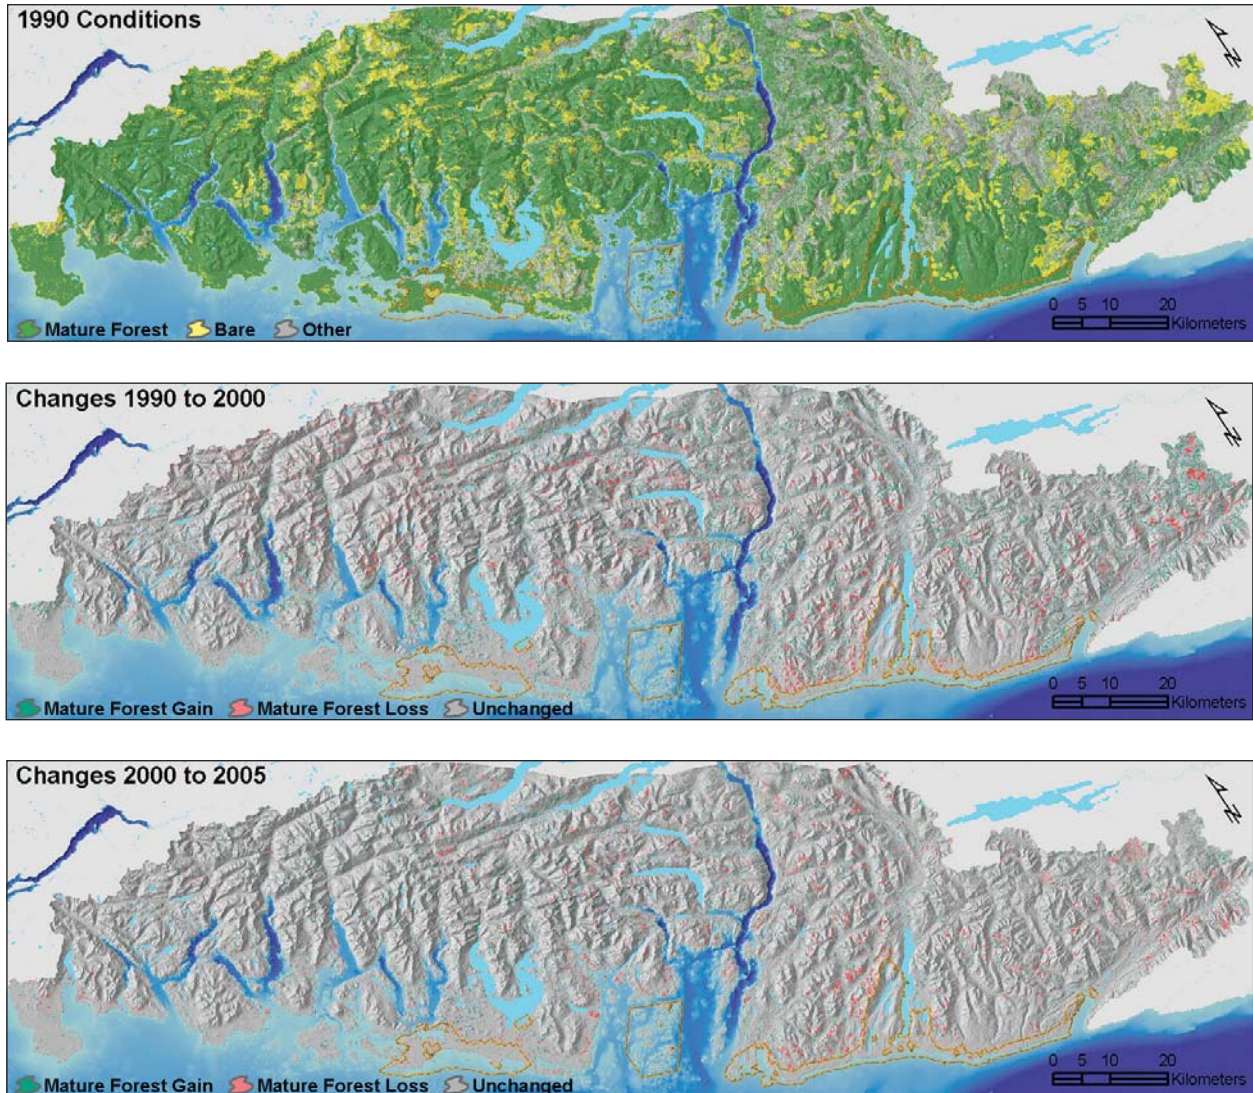 1990 Conditions
N
Mature Forest Bare Other
0 5 10 20
Kilometers
Changes 1990 to 2000
N
Mature Forest Gain Mature Forest Loss Unchanged
0 5 10 20
Kilometers
Changes 2000 to 2005
N
Mature Forest Gain Mature Forest Loss Unchanged
0 5 10 20
Kilometers